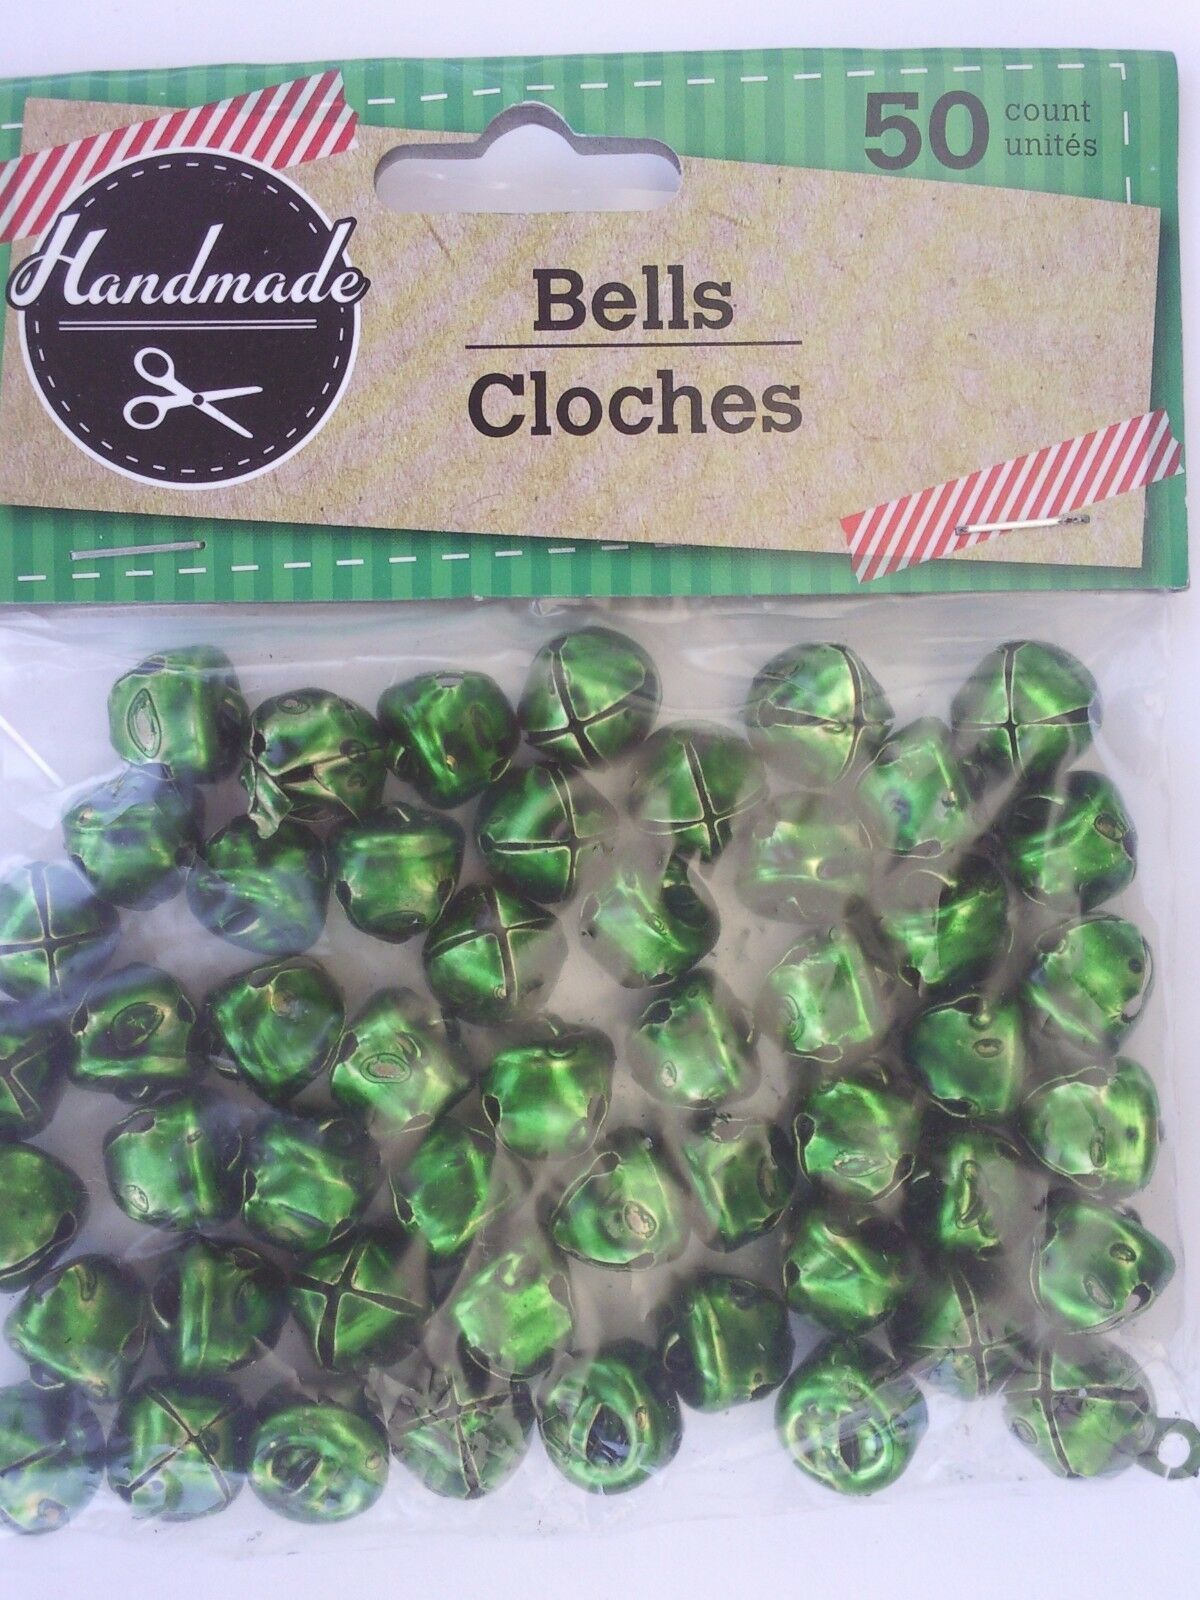 50
count
unités
Handmade
Bells
Cloches